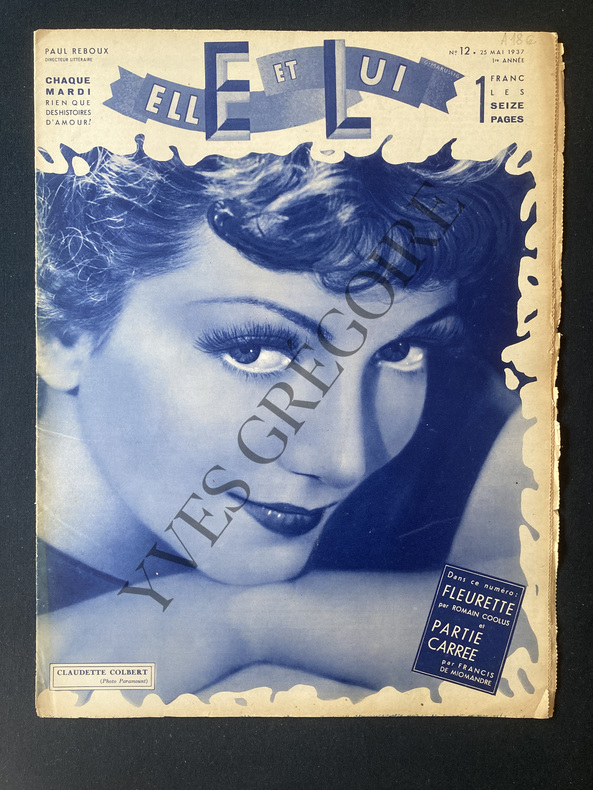 PAUL REBOUX
DIRECTEUR LITTÉRAIRE
CHAQUE
MARDI
RIEN QUE
DES HISTOIRES
D'AMOUR!
ELLE ET LUI
No 12 • 25 MAI 1937
1re ANNÉE
1 FRANC
LES
SEIZE
PAGES
YVES GREGOIRE
Dans ce numéro:
FLEURETTE
par ROMAIN COOLUS
et
PARTIE
CARRÉE
par FRANCIS
DE MIOMANDRE
CLAUDETTE COLBERT
(Photo Paramount)